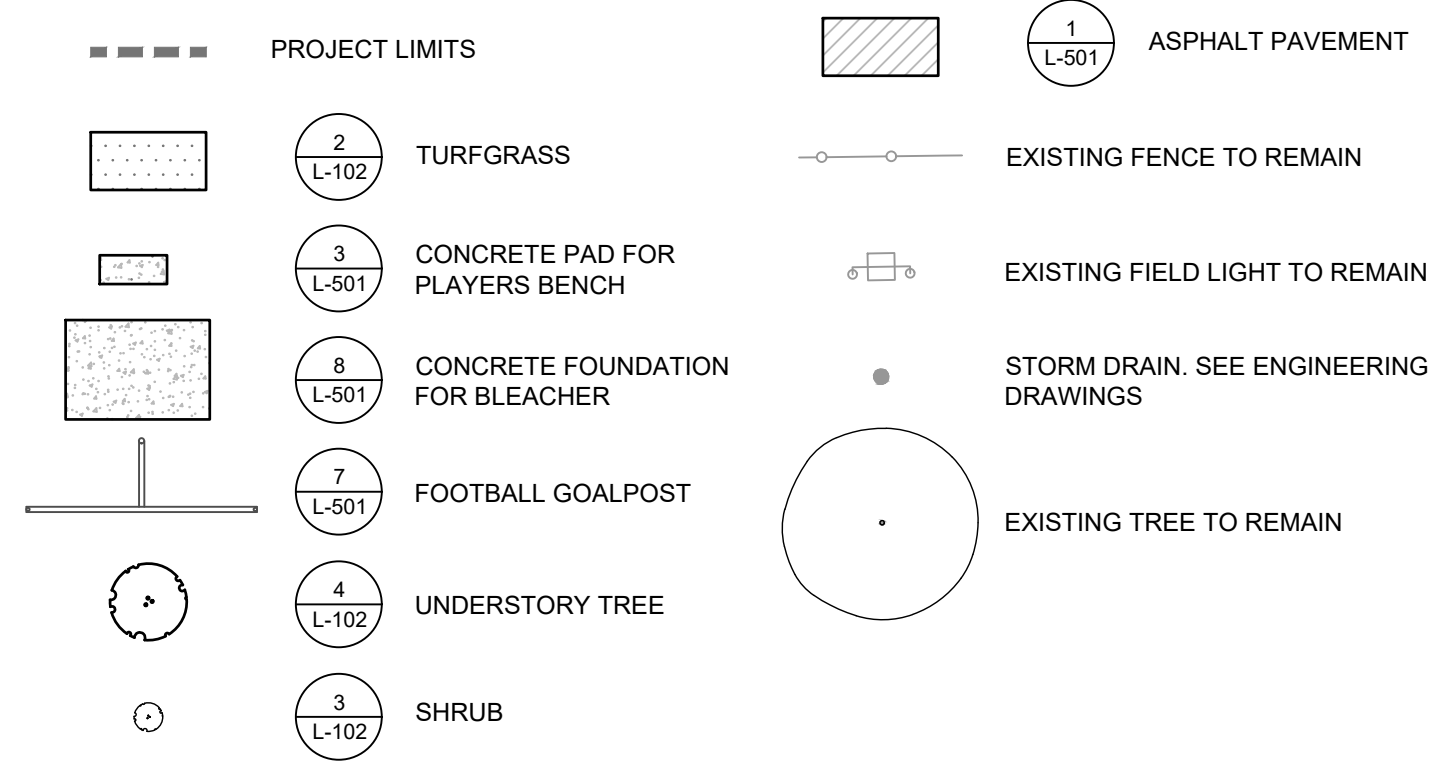 PROJECT LIMITS
2
L-102
TURFGRASS
3
L-501
CONCRETE PAD FOR
PLAYERS BENCH
8
L-501
CONCRETE FOUNDATION
FOR BLEACHER
7
L-501
FOOTBALL GOALPOST
4
L-102
UNDERSTORY TREE
3
L-102
SHRUB
1
L-501
ASPHALT PAVEMENT
EXISTING FENCE TO REMAIN
EXISTING FIELD LIGHT TO REMAIN
STORM DRAIN. SEE ENGINEERING
DRAWINGS
EXISTING TREE TO REMAIN